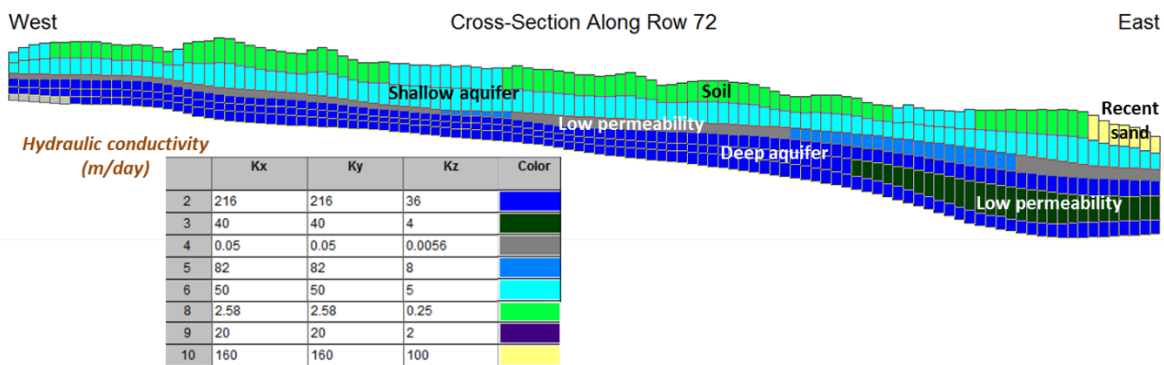 West Cross-Section Along Row 72 East
Shallow aquifer
Soil
Recent
sand
Low permeability
Deep aquifer
Low permeability
Hydraulic conductivity
(m/day)
Kx Ky Kz Color
2 216 216 36
3 40 40 4
4 0.05 0.05 0.0056
5 82 82 8
6 50 50 5
8 2.58 2.58 0.25
9 20 20 2
10 160 160 100